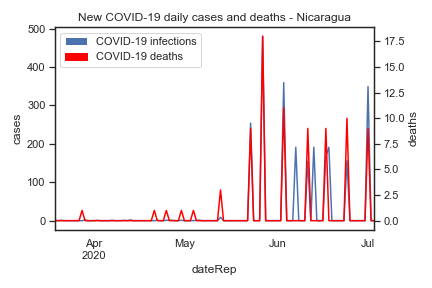 New COVID-19 daily cases and deaths - Nicaragua
COVID-19 infections
COVID-19 deaths
500
400
300
200
100
0
cases
17.5
15.0
12.5
10.0
7.5
5.0
2.5
0.0
deaths
Apr
2020
May
Jun
Jul
dateRep